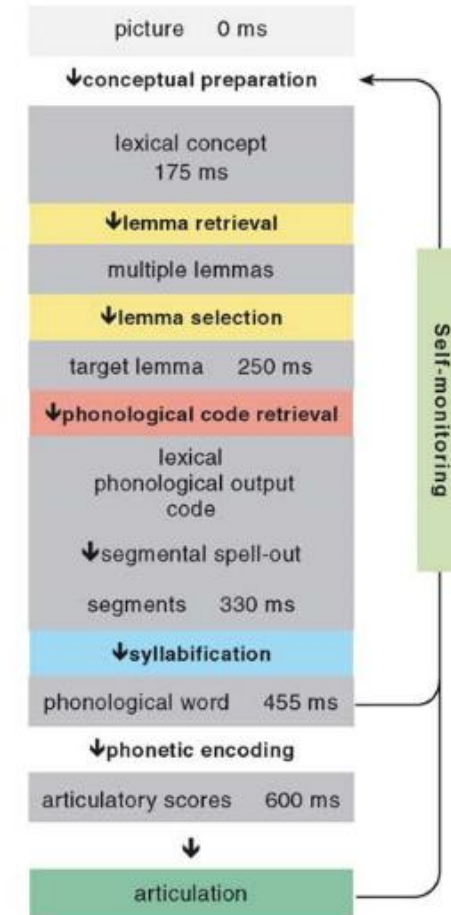 picture 0 ms
↓conceptual preparation
lexical concept
175 ms
↓lemma retrieval
multiple lemmas
↓lemma selection
target lemma 250 ms
↓phonological code retrieval
lexical
phonological output
code
↓segmental spell-out
segments 330 ms
↓syllabification
phonological word 455 ms
↓phonetic encoding
articulatory scores 600 ms
↓
articulation
Self-monitoring